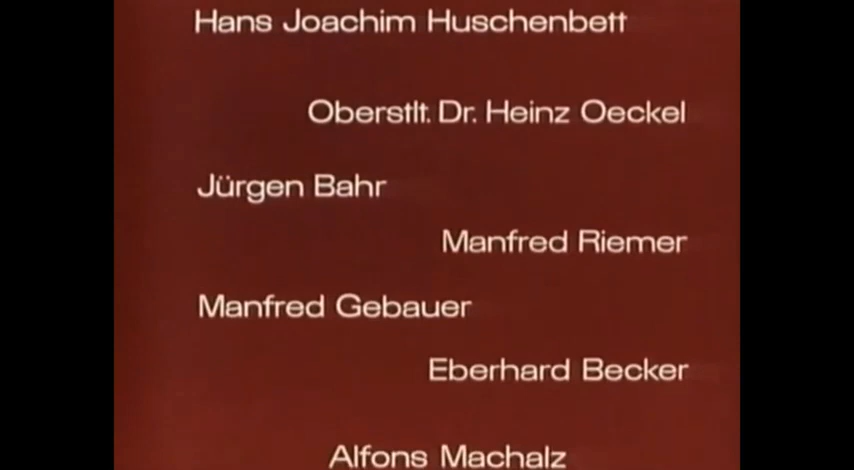 Hans Joachim Huschenbett
Oberstlt. Dr. Heinz Oeckel
Jürgen Bahr
Manfred Riemer
Manfred Gebauer
Eberhard Becker
Alfons Machalz